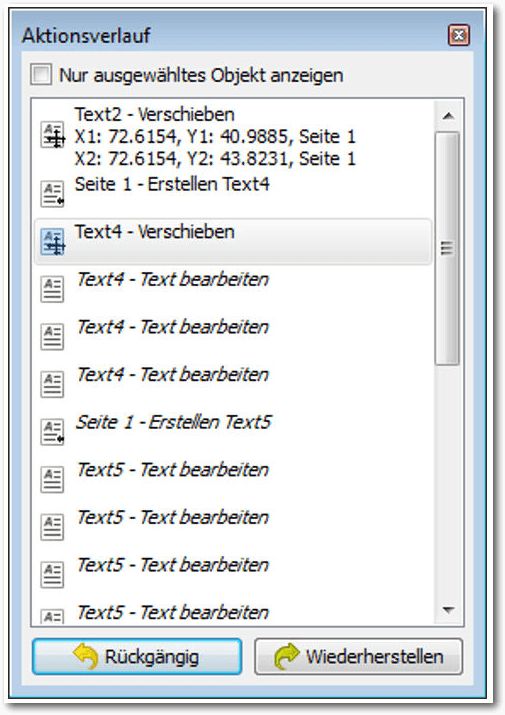 Aktionsverlauf
Nur ausgewähltes Objekt anzeigen
Text2 - Verschieben
X1: 72.6154, Y1: 40.9885, Seite 1
X2: 72.6154, Y2: 43.8231, Seite 1
Seite 1 - Erstellen Text4
Text4 - Verschieben
Text4 - Text bearbeiten
Text4 - Text bearbeiten
Text4 - Text bearbeiten
Seite 1 - Erstellen Text5
Text5 - Text bearbeiten
Text5 - Text bearbeiten
Text5 - Text bearbeiten
Text5 - Text bearbeiten
Rückgängig Wiederherstellen